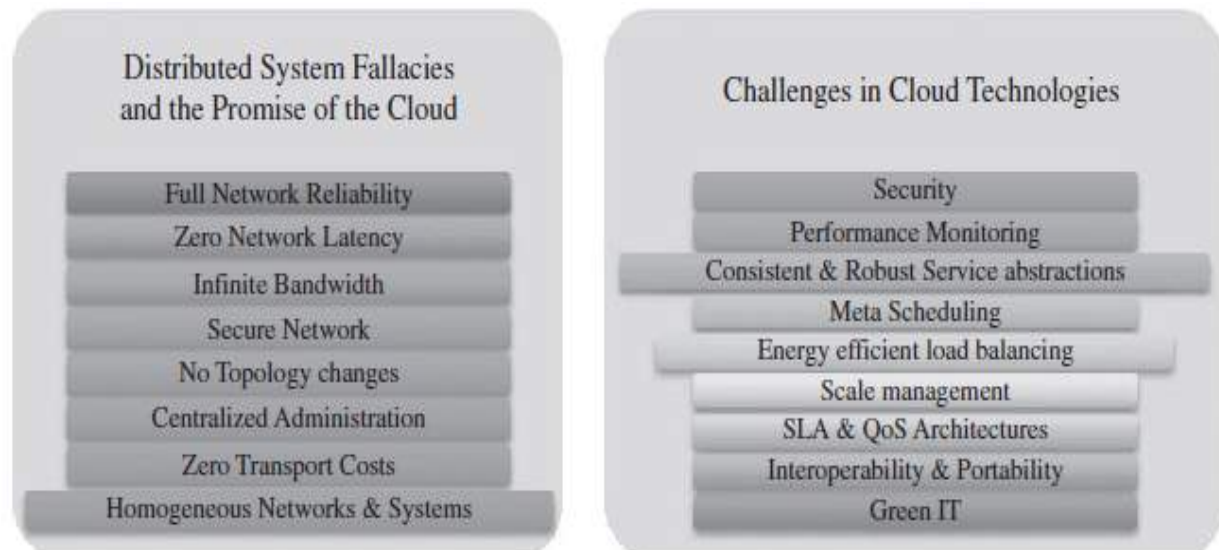 Distributed System Fallacies
and the Promise of the Cloud
Full Network Reliability
Zero Network Latency
Infinite Bandwidth
Secure Network
No Topology changes
Centralized Administration
Zero Transport Costs
Homogeneous Networks & Systems
Challenges in Cloud Technologies
Security
Performance Monitoring
Consistent & Robust Service abstractions
Meta Scheduling
Energy efficient load balancing
Scale management
SLA & QoS Architectures
Interoperability & Portability
Green IT